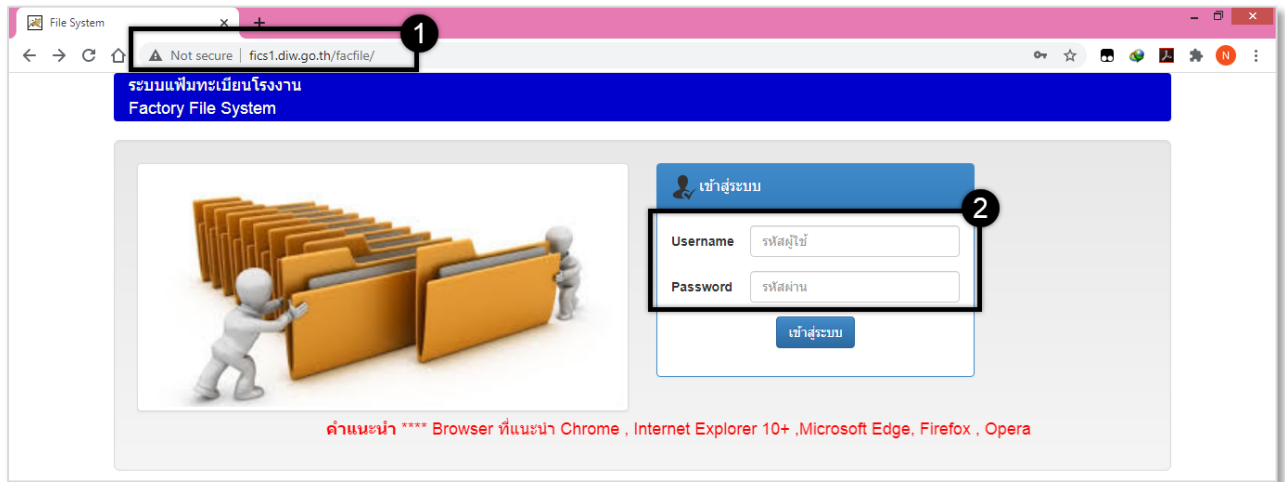 File System
1
Not secure | fics1.diw.go.th/facfile/
N
ระบบแฟ้มทะเบียนโรงงาน
Factory File System
เข้าสู่ระบบ
2
Username รหัสผู้ใช้
Password รหัสผ่าน
เข้าสู่ระบบ
คำแนะนำ **** Browser ที่แนะนำ Chrome , Internet Explorer 10+ ,Microsoft Edge, Firefox , Opera